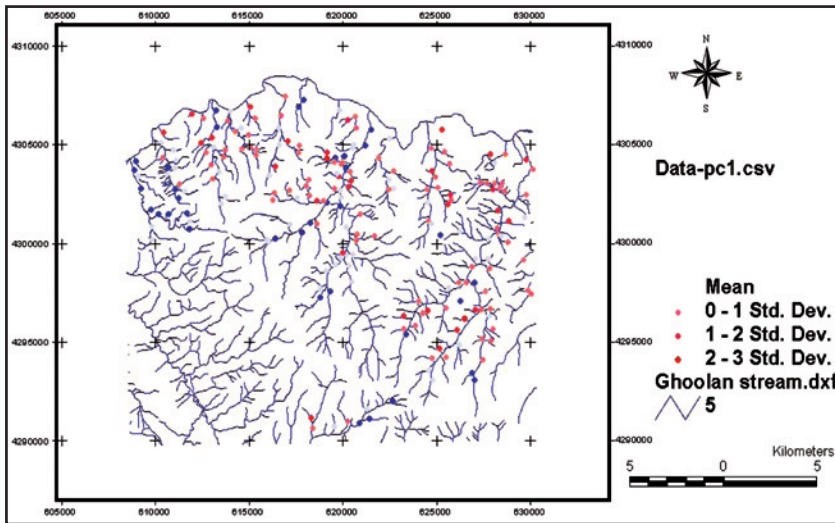 605000 610000 615000 620000 625000 630000
4310000 4310000
4305000 4305000
4300000 4300000
4295000 4295000
4290000 4290000
605000 610000 615000 620000 625000 630000
N
W E
S
Data-pc1.csv
Mean
0 - 1 Std. Dev.
1 - 2 Std. Dev.
2 - 3 Std. Dev.
Ghoolan stream.dxf
5
Kilometers
5 0 5